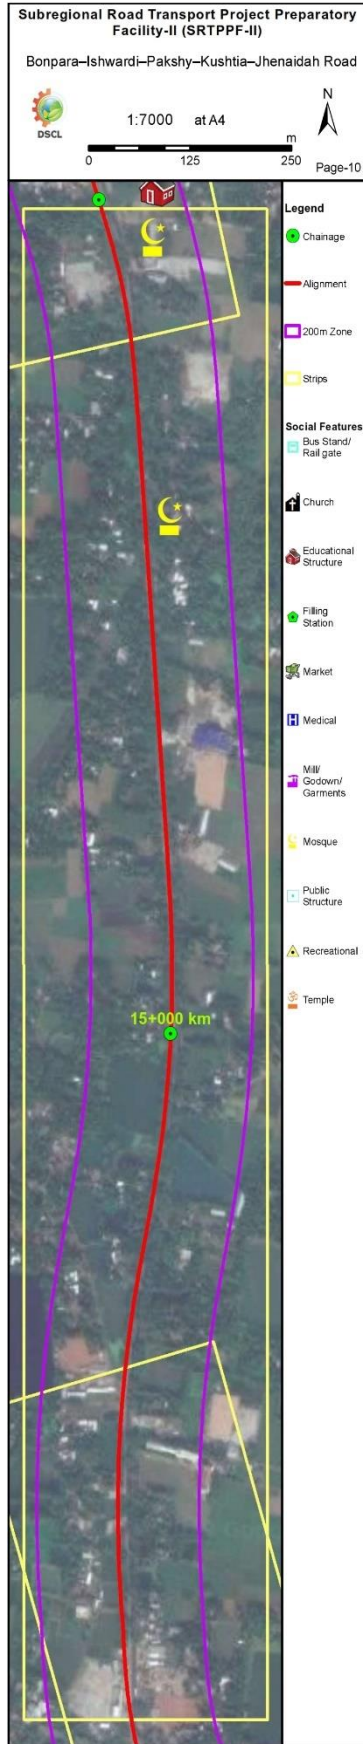 Subregional Road Transport Project Preparatory
Facility-II (SRTPPF-II)
Bonpara–Ishwardi–Pakshy–Kushtia–Jhenaidah Road
DSCL
1:7000 at A4
N
m
0 125 250
Page-10
Legend
Chainage
Alignment
200m Zone
Strips
Social Features
Bus Stand/
Rail gate
Church
Educational
Structure
Filling
Station
Market
H
Medical
Mill/
Godown/
Garments
Mosque
Public
Structure
Recreational
Temple
15+000 km